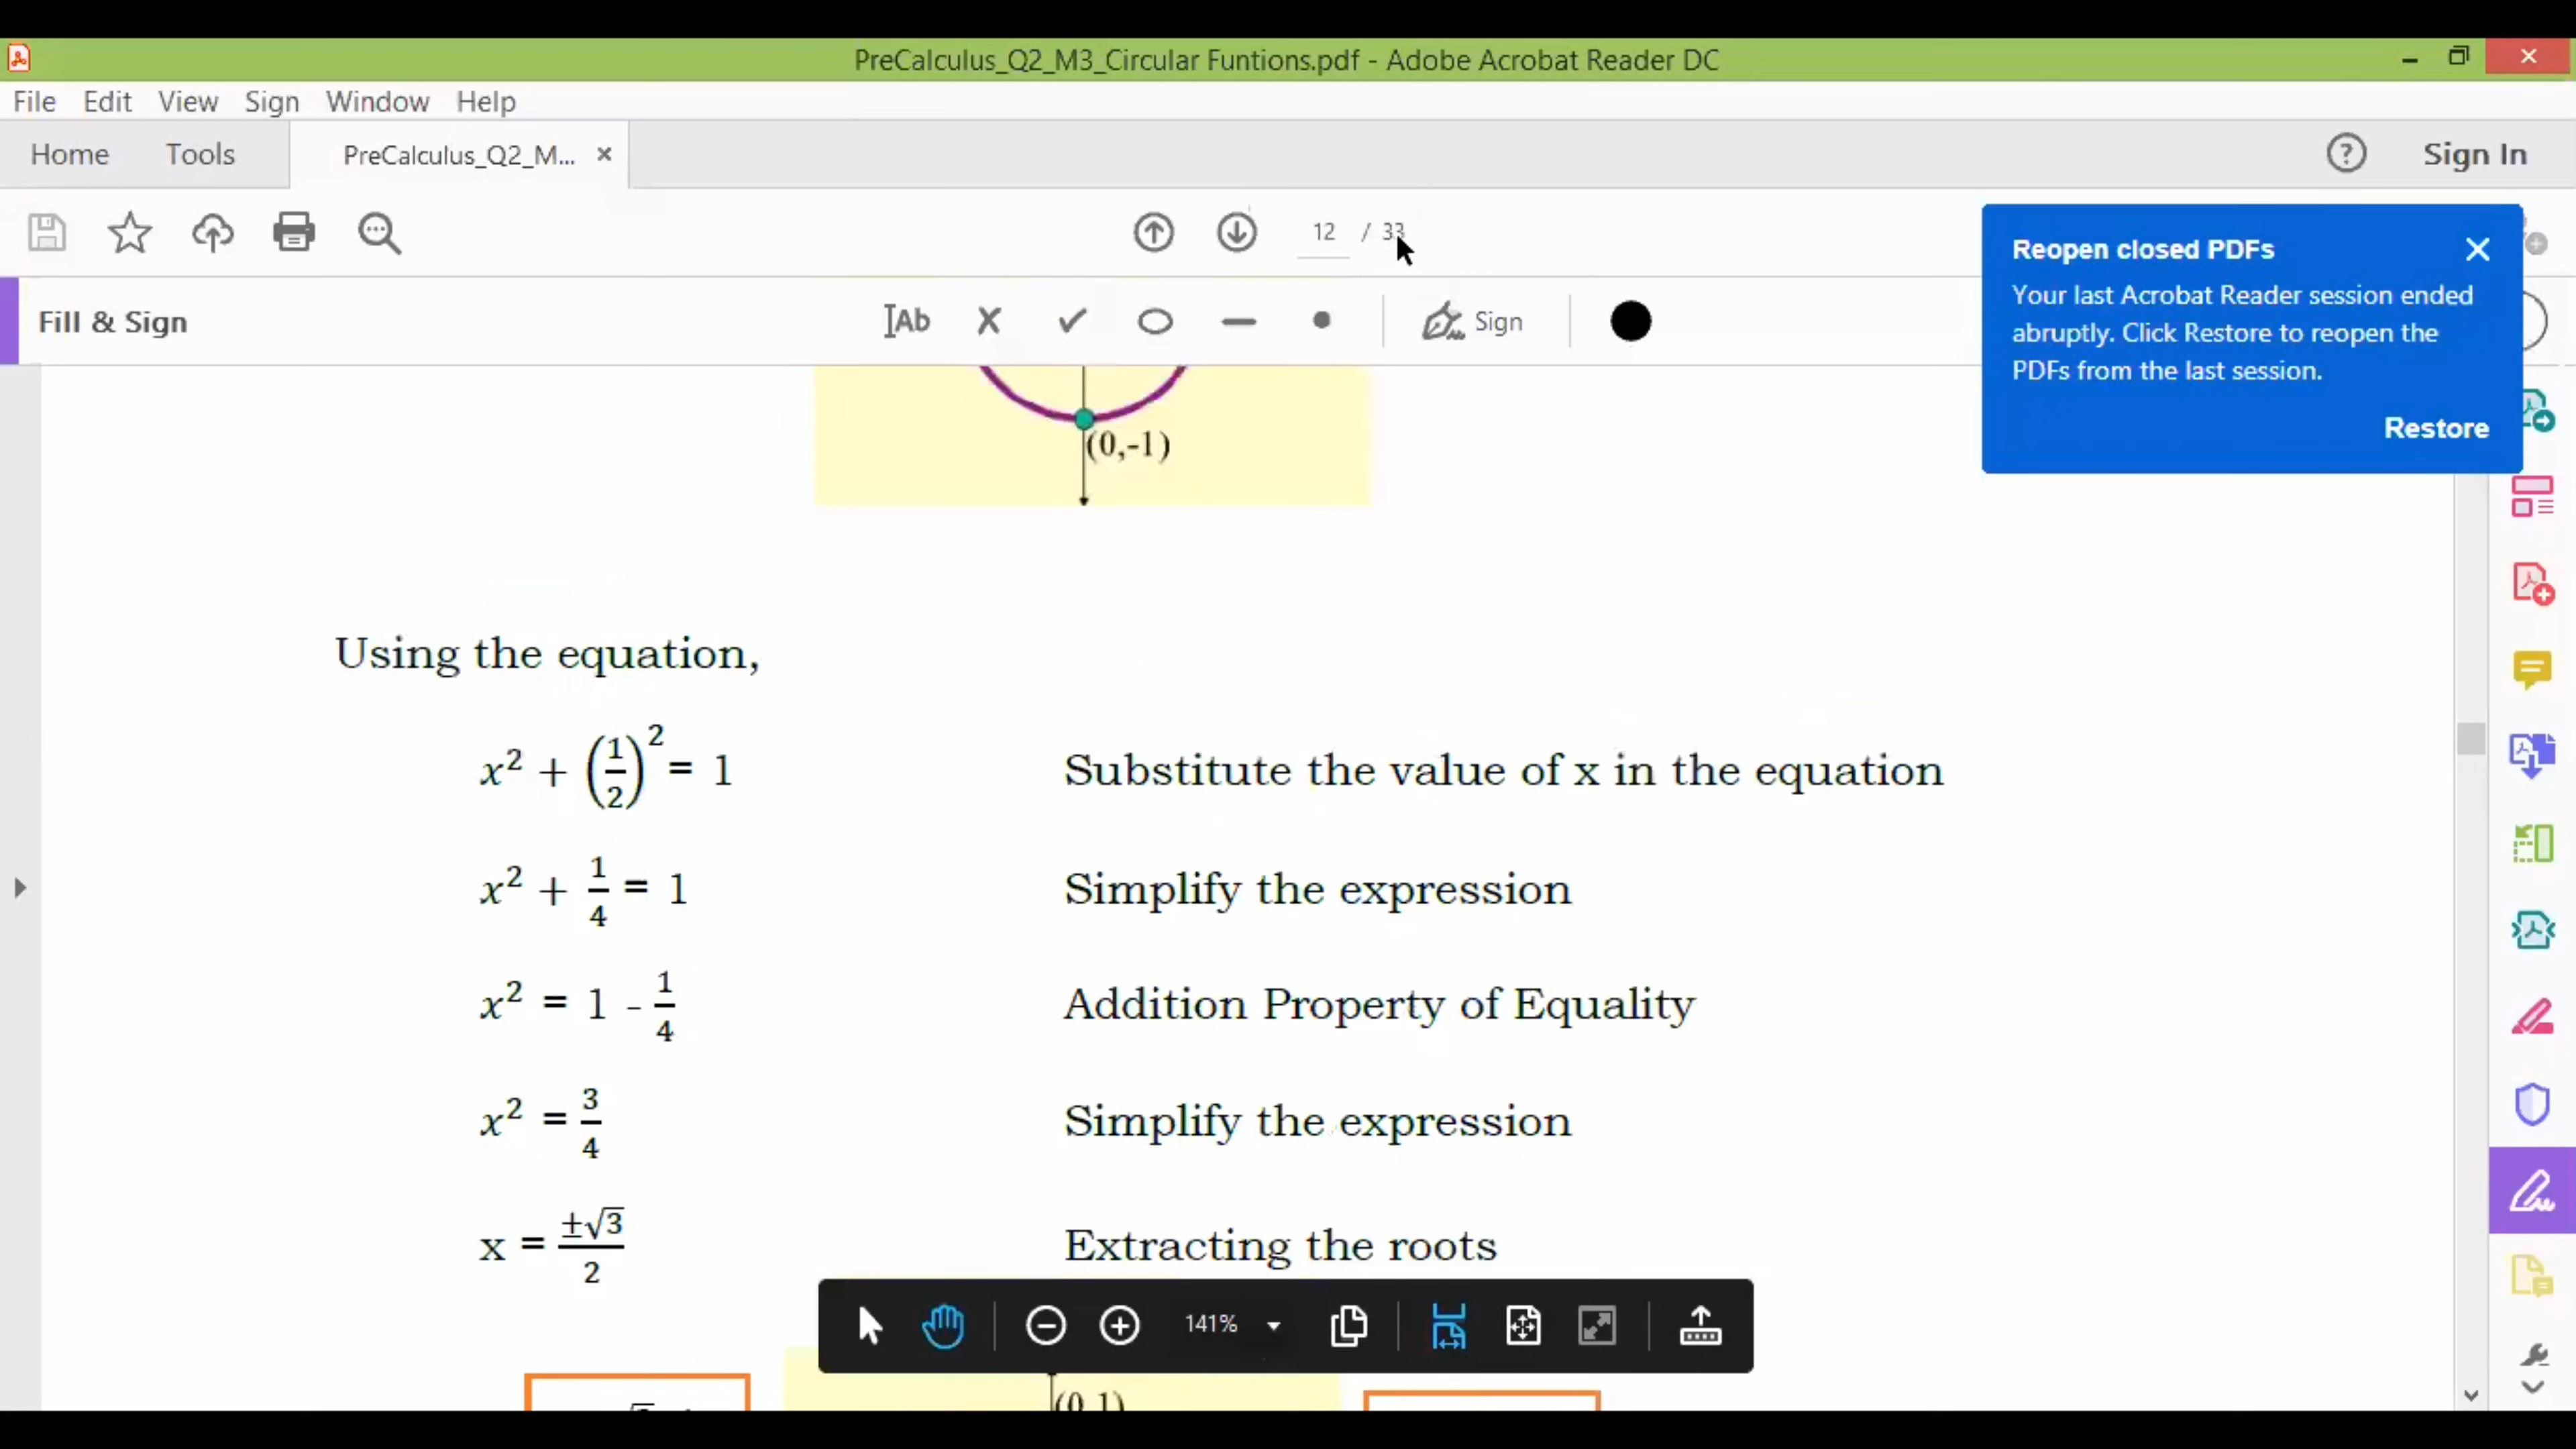 PreCalculus_Q2_M3_Circular Funtions.pdf - Adobe Acrobat Reader DC
File Edit View Sign Window Help
Home Tools PreCalculus_Q2_M... × ? Sign In
12 / 33
Reopen closed PDFs
Your last Acrobat Reader session ended
abruptly. Click Restore to reopen the
PDFs from the last session.
Restore
Fill & Sign Ab Sign
(0,-1)
Using the equation,
x² + (1/2)² = 1 Substitute the value of x in the equation
x² + 1/4 = 1 Simplify the expression
x² = 1 - 1/4 Addition Property of Equality
x² = 3/4 Simplify the expression
x = ±√3/2 Extracting the roots
141%
(0,1)